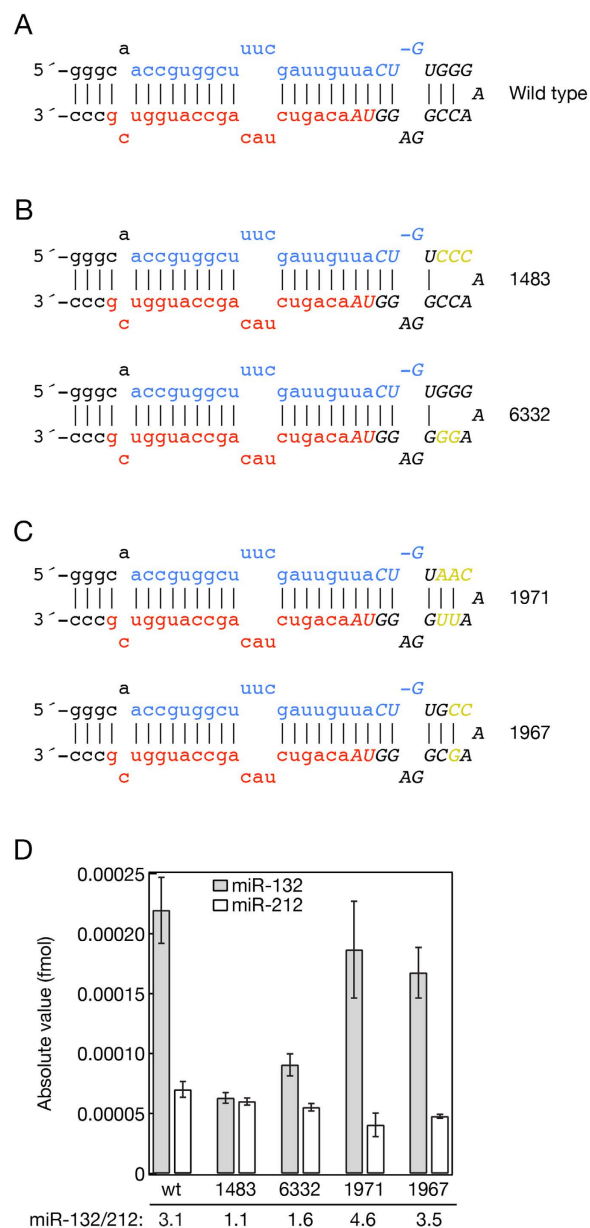 A
a uuc –G
5´–gggc accguggcu gauuguuaCU UGGG
A Wild type
3´–cccg ugguaccga cugacaAUGG GCCA
c cau AG
B
a uuc –G
5´–gggc accguggcu gauuguuaCU UCCC
A 1483
3´–cccg ugguaccga cugacaAUGG GCCA
c cau AG
a uuc –G
5´–gggc accguggcu gauuguuaCU UGGG
A 6332
3´–cccg ugguaccga cugacaAUGG GGGA
c cau AG
C
a uuc –G
5´–gggc accguggcu gauuguuaCU UAAC
A 1971
3´–cccg ugguaccga cugacaAUGG GUUA
c cau AG
a uuc –G
5´–gggc accguggcu gauuguuaCU UGCC
A 1967
3´–cccg ugguaccga cugacaAUGG GCGA
c cau AG
D
Absolute value (fmol)
0.00025
0.00020
0.00015
0.00010
0.00005
0
miR-132
miR-212
wt 1483 6332 1971 1967
miR-132/212: 3.1 1.1 1.6 4.6 3.5